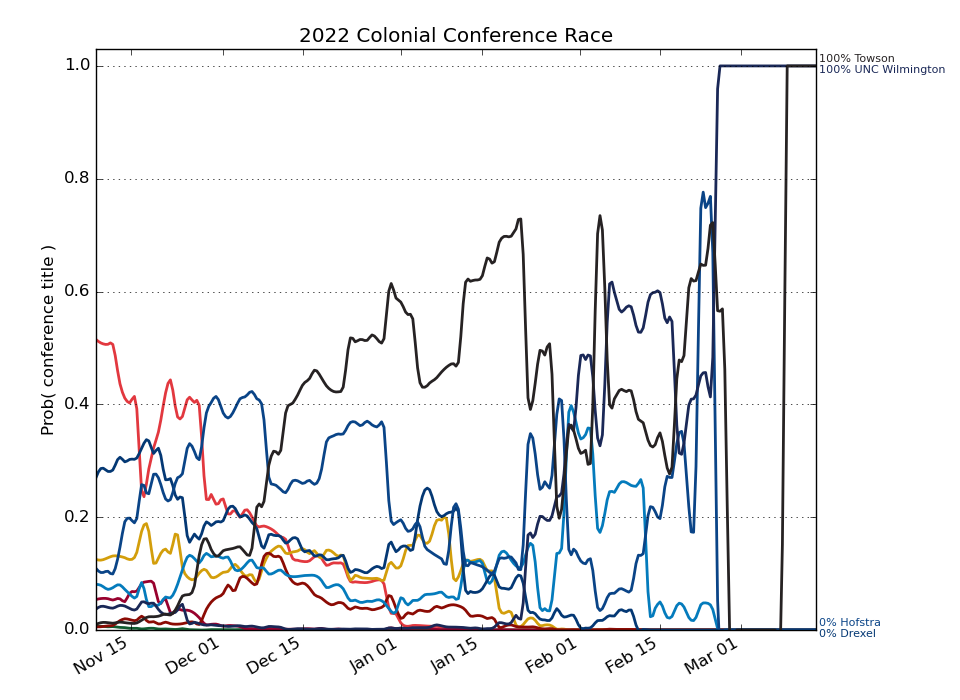 2022 Colonial Conference Race
Prob( conference title )
1.0
0.8
0.6
0.4
0.2
0.0
Nov 15
Dec 01
Dec 15
Jan 01
Jan 15
Feb 01
Feb 15
Mar 01
100% Towson
100% UNC Wilmington
0% Hofstra
0% Drexel